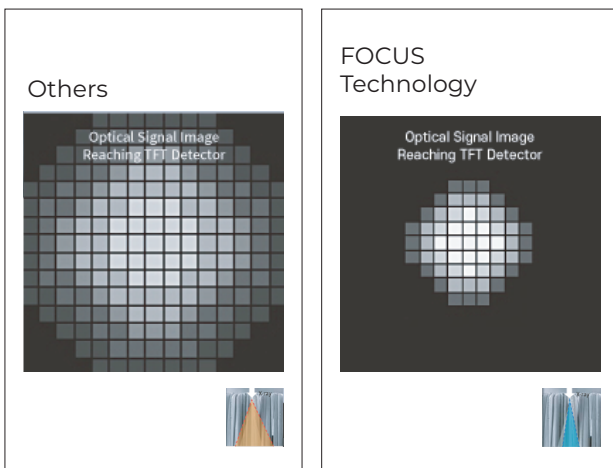 Others
Optical Signal Image
Reaching TFT Detector
FOCUS
Technology
Optical Signal Image
Reaching TFT Detector